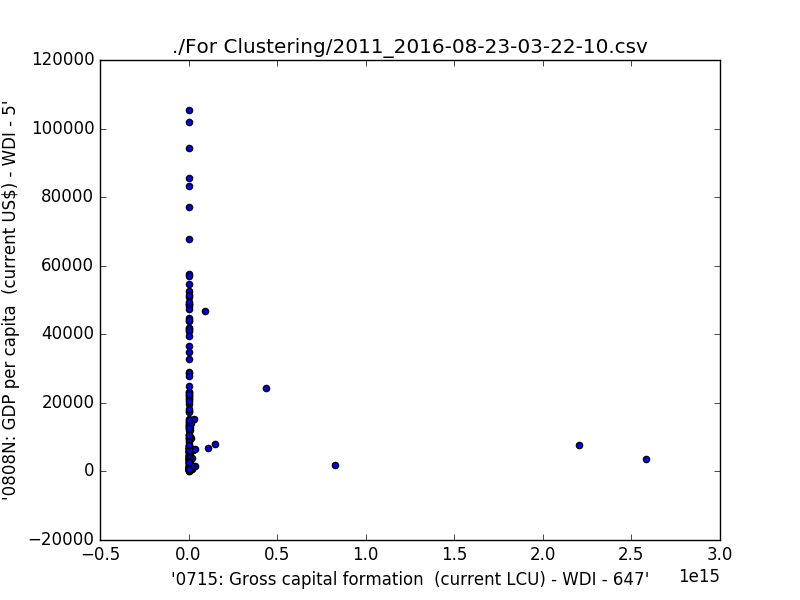 ./For Clustering/2011_2016-08-23-03-22-10.csv
120000
100000
80000
60000
40000
20000
0
−20000
'0808N: GDP per capita  (current US$) - WDI - 5'
−0.5 0.0 0.5 1.0 1.5 2.0 2.5 3.0
1e15
'0715: Gross capital formation  (current LCU) - WDI - 647'